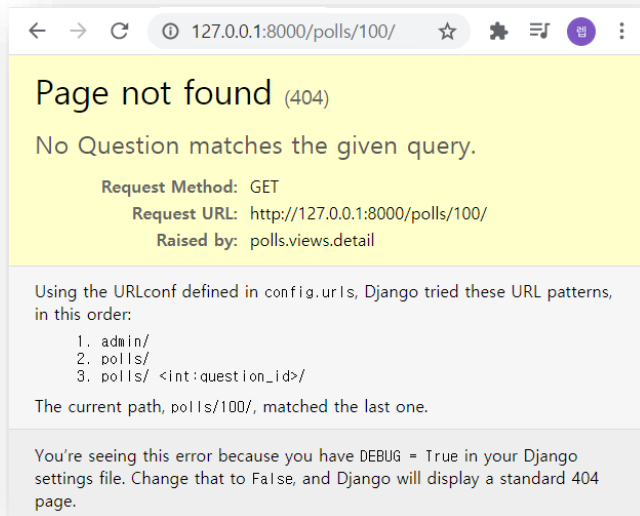 127.0.0.1:8000/polls/100/
렙
Page not found (404)
No Question matches the given query.
Request Method: GET
Request URL: http://127.0.0.1:8000/polls/100/
Raised by: polls.views.detail
Using the URLconf defined in config.urls, Django tried these URL patterns,
in this order:
1. admin/
2. polls/
3. polls/ <int:question_id>/
The current path, polls/100/, matched the last one.
You're seeing this error because you have DEBUG = True in your Django
settings file. Change that to False, and Django will display a standard 404
page.